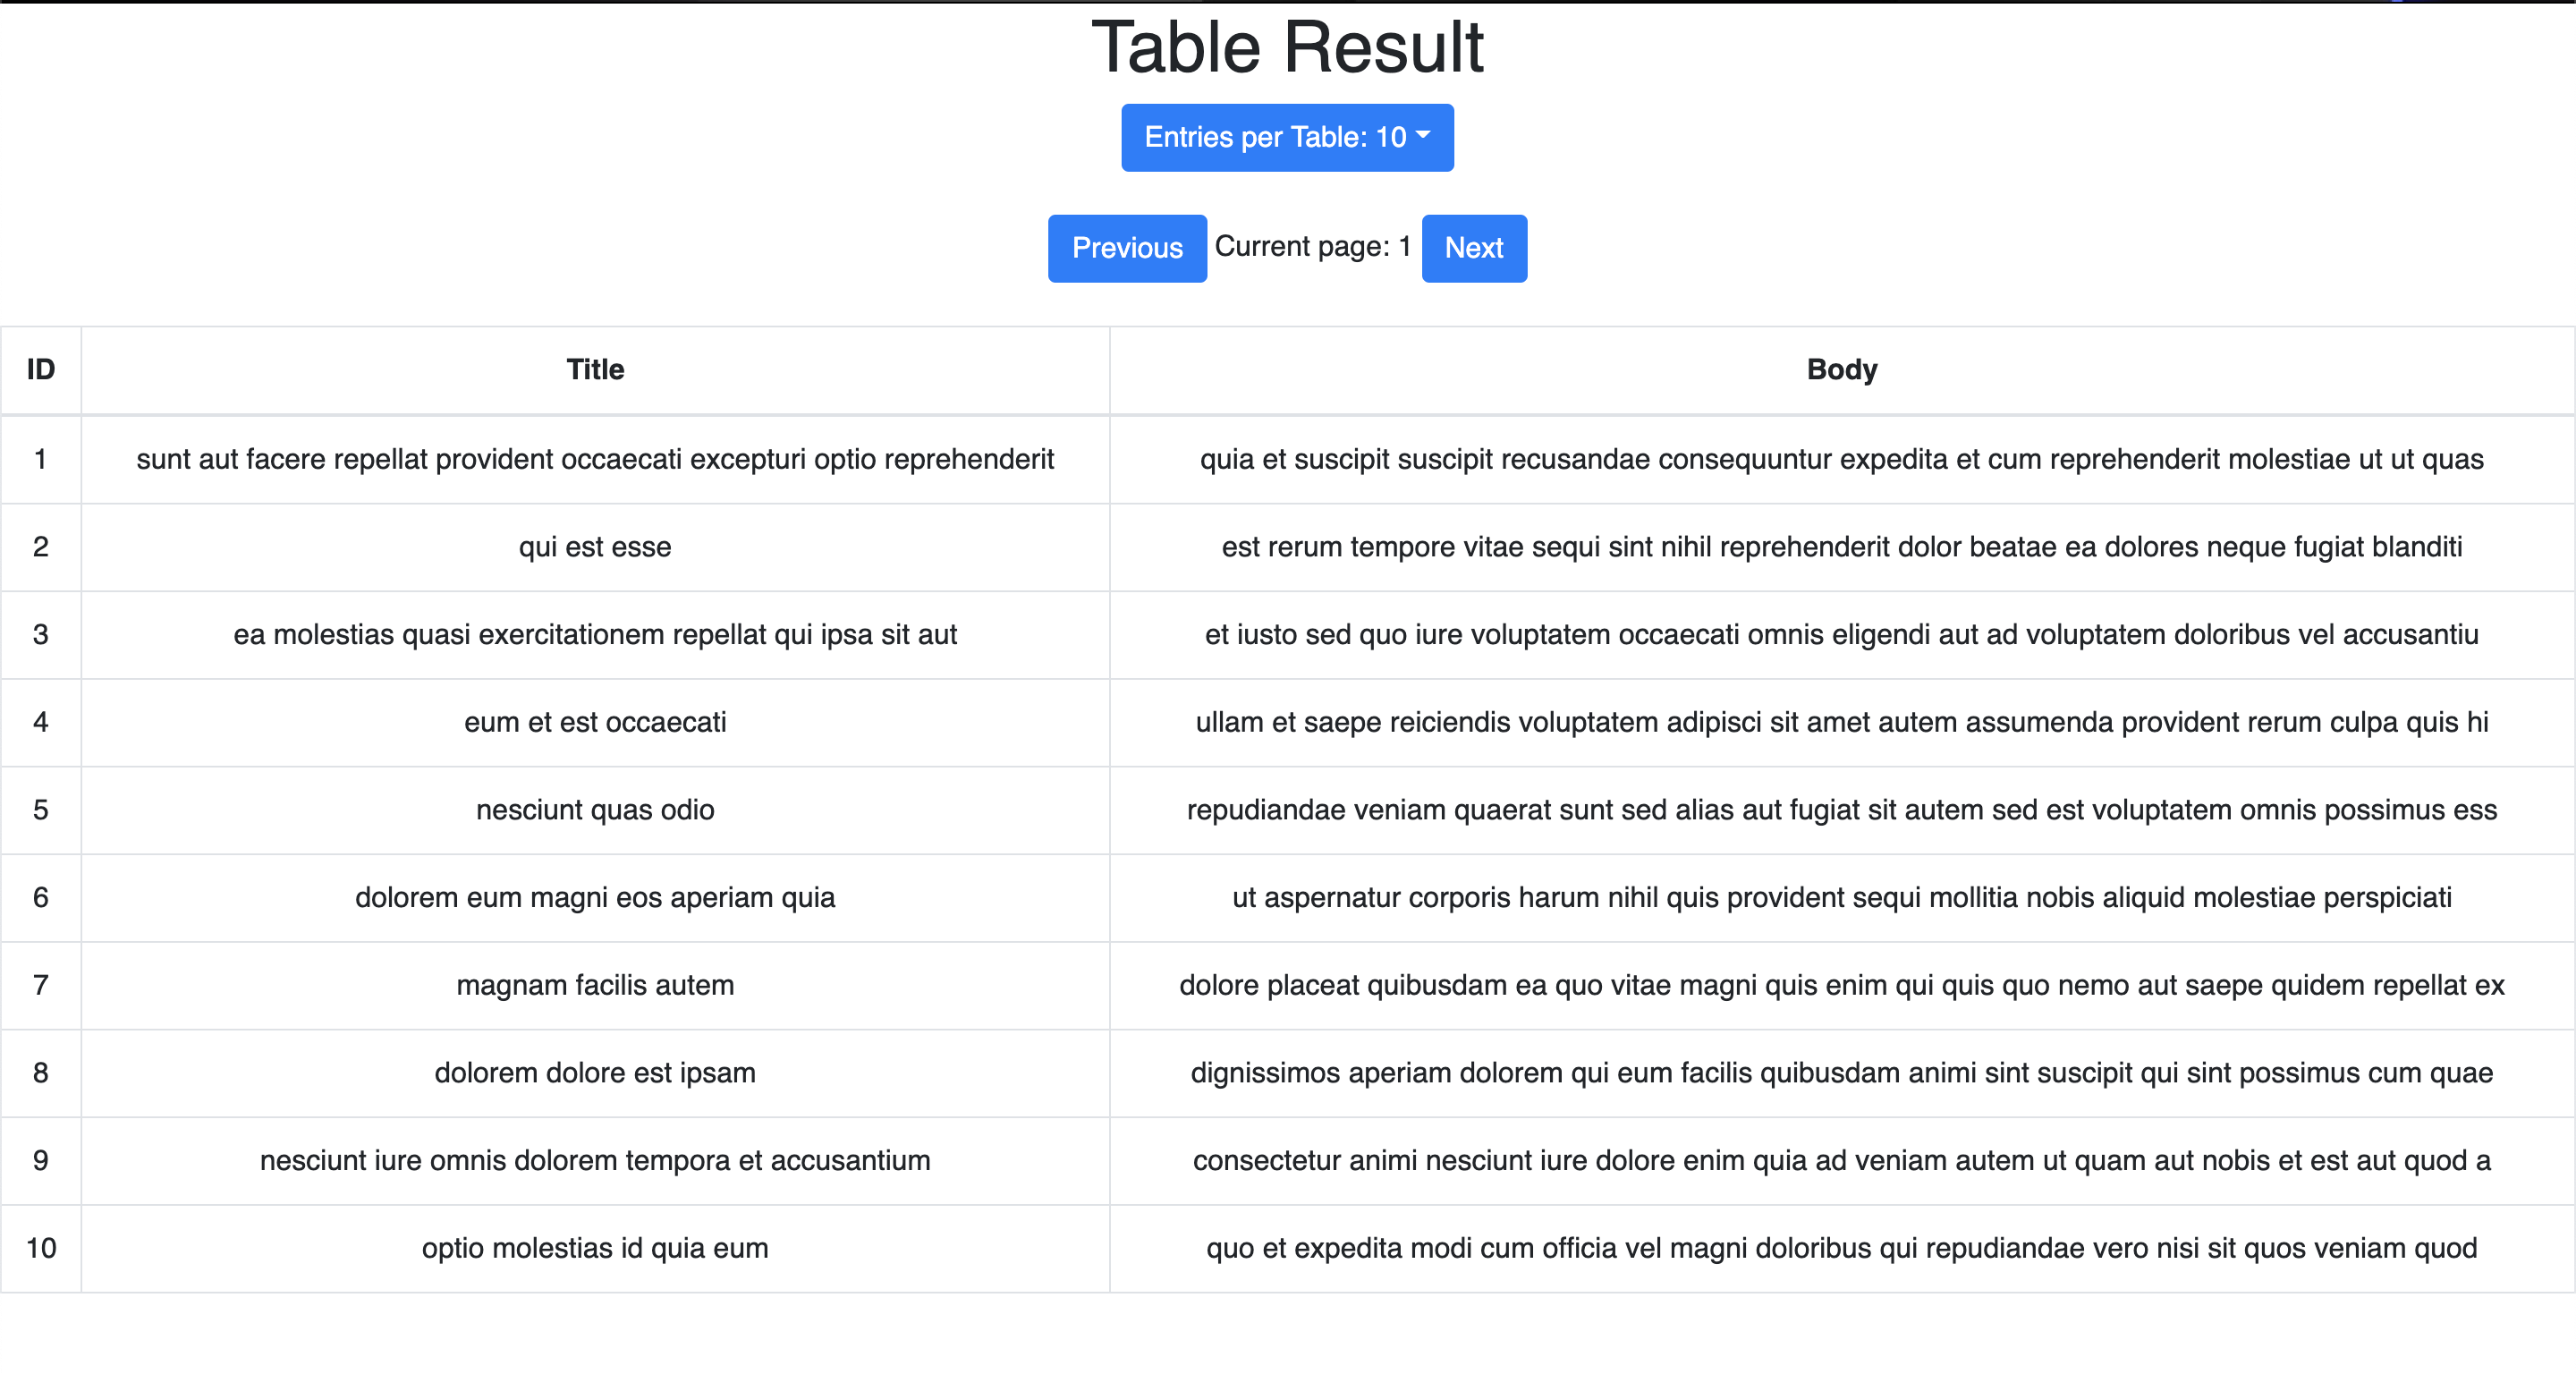 Table Result
Entries per Table: 10
Previous Current page: 1 Next
ID Title Body
1 sunt aut facere repellat provident occaecati excepturi optio reprehenderit quia et suscipit suscipit recusandae consequuntur expedita et cum reprehenderit molestiae ut ut quas
2 qui est esse est rerum tempore vitae sequi sint nihil reprehenderit dolor beatae ea dolores neque fugiat blanditi
3 ea molestias quasi exercitationem repellat qui ipsa sit aut et iusto sed quo iure voluptatem occaecati omnis eligendi aut ad voluptatem doloribus vel accusantiu
4 eum et est occaecati ullam et saepe reiciendis voluptatem adipisci sit amet autem assumenda provident rerum culpa quis hi
5 nesciunt quas odio repudiandae veniam quaerat sunt sed alias aut fugiat sit autem sed est voluptatem omnis possimus ess
6 dolorem eum magni eos aperiam quia ut aspernatur corporis harum nihil quis provident sequi mollitia nobis aliquid molestiae perspiciati
7 magnam facilis autem dolore placeat quibusdam ea quo vitae magni quis enim qui quis quo nemo aut saepe quidem repellat ex
8 dolorem dolore est ipsam dignissimos aperiam dolorem qui eum facilis quibusdam animi sint suscipit qui sint possimus cum quae
9 nesciunt iure omnis dolorem tempora et accusantium consectetur animi nesciunt iure dolore enim quia ad veniam autem ut quam aut nobis et est aut quod a
10 optio molestias id quia eum quo et expedita modi cum officia vel magni doloribus qui repudiandae vero nisi sit quos veniam quod